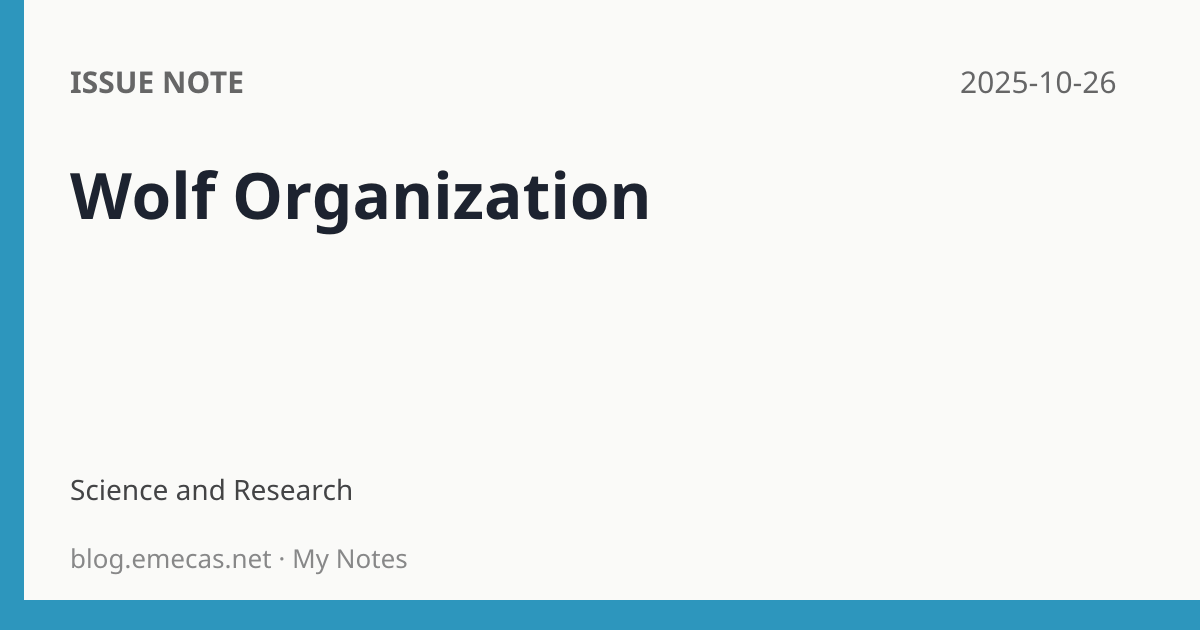 ISSUE NOTE
2025-10-26
Wolf Organization
Science and Research
blog.emecas.net · My Notes